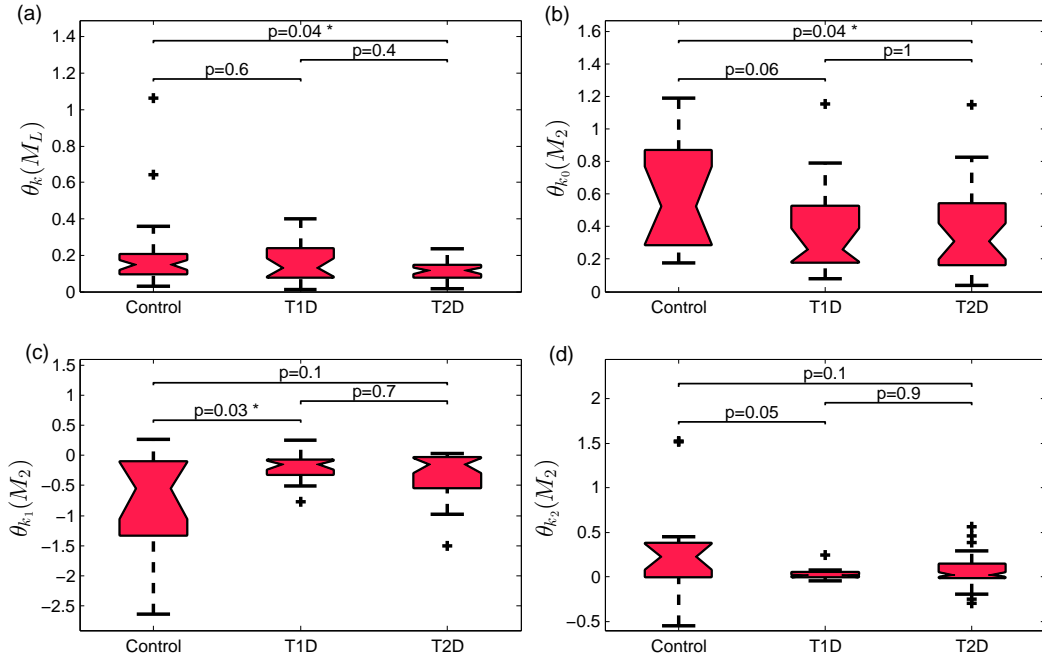 (a)
1.4
1.2
1
0.8
0.6
0.4
0.2
0
θk(ML)
p=0.04 *
p=0.4
p=0.6
Control T1D T2D
(b)
1.6
1.4
1.2
1
0.8
0.6
0.4
0.2
0
θk0(M2)
p=0.04 *
p=1
p=0.06
Control T1D T2D
(c)
1.5
1
0.5
0
−0.5
−1
−1.5
−2
−2.5
θk1(M2)
p=0.1
p=0.7
p=0.03 *
Control T1D T2D
(d)
2
1.5
1
0.5
0
−0.5
θk2(M2)
p=0.1
p=0.9
p=0.05
Control T1D T2D